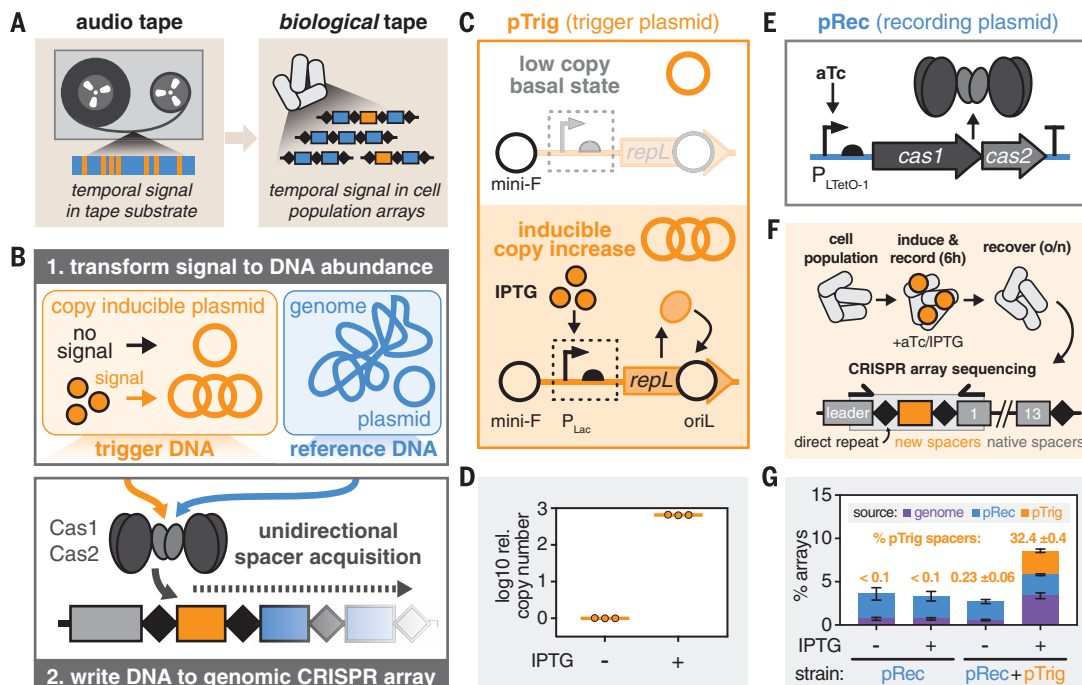 A
audio tape
biological tape
temporal signal
in tape substrate
temporal signal in cell
population arrays
B
1. transform signal to DNA abundance
copy inducible plasmid
no
signal
signal
trigger DNA
genome
plasmid
reference DNA
Cas1
Cas2
unidirectional
spacer acquisition
2. write DNA to genomic CRISPR array
C
pTrig (trigger plasmid)
low copy
basal state
repL
mini-F
inducible
copy increase
IPTG
repL
mini-F
PLac
oriL
D
log10 rel.
copy number
3
2
1
0
IPTG
-
+
E
pRec (recording plasmid)
aTc
cas1
cas2
PLTetO-1
F
cell
population
induce &
record (6h)
recover (o/n)
+aTc/IPTG
CRISPR array sequencing
leader
1
13
direct repeat
new spacers
native spacers
G
% arrays
15
10
5
0
source: genome pRec pTrig
% pTrig spacers: 32.4 ±0.4
< 0.1
< 0.1
0.23 ±0.06
IPTG - + - +
strain: pRec pRec+pTrig